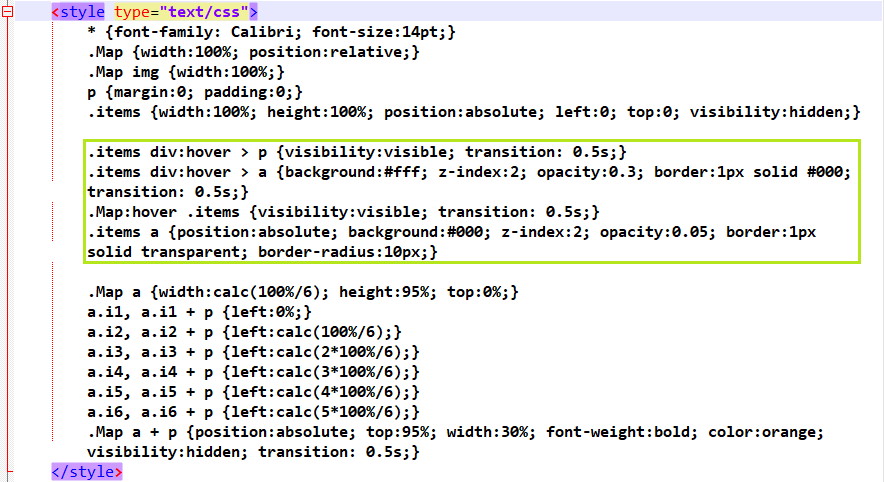 <style type="text/css">
* {font-family: Calibri; font-size:14pt;}
.Map {width:100%; position:relative;}
.Map img {width:100%;}
p {margin:0; padding:0;}
.items {width:100%; height:100%; position:absolute; left:0; top:0; visibility:hidden;}
.items div:hover > p {visibility:visible; transition: 0.5s;}
.items div:hover > a {background:#fff; z-index:2; opacity:0.3; border:1px solid #000;
transition: 0.5s;}
.Map:hover .items {visibility:visible; transition: 0.5s;}
.items a {position:absolute; background:#000; z-index:2; opacity:0.05; border:1px
solid transparent; border-radius:10px;}
.Map a {width:calc(100%/6); height:95%; top:0%;}
a.i1, a.i1 + p {left:0%;}
a.i2, a.i2 + p {left:calc(100%/6);}
a.i3, a.i3 + p {left:calc(2*100%/6);}
a.i4, a.i4 + p {left:calc(3*100%/6);}
a.i5, a.i5 + p {left:calc(4*100%/6);}
a.i6, a.i6 + p {left:calc(5*100%/6);}
.Map a + p {position:absolute; top:95%; width:30%; font-weight:bold; color:orange;
visibility:hidden; transition: 0.5s;}
</style>